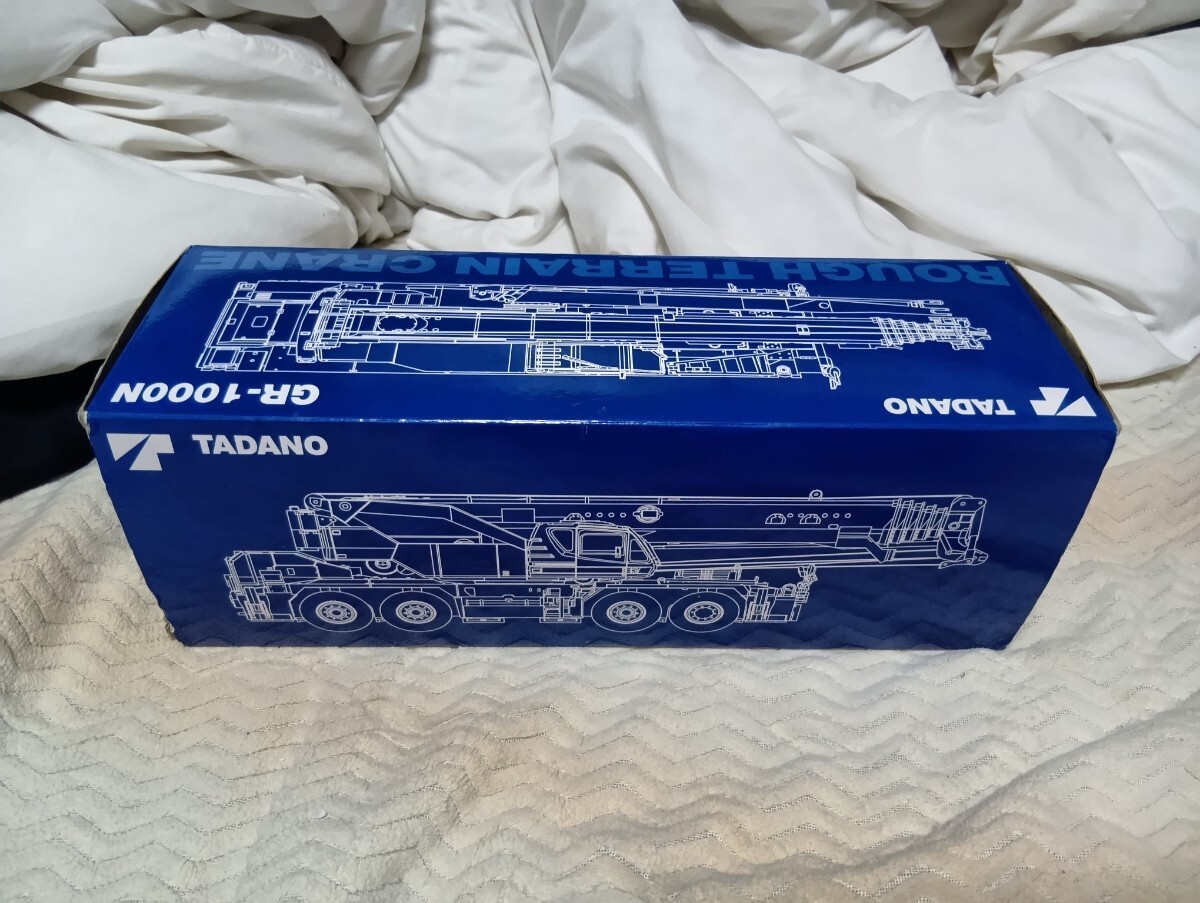 ROUGH TERRAIN CRANE
GR-1000N
TADANO
TADANO